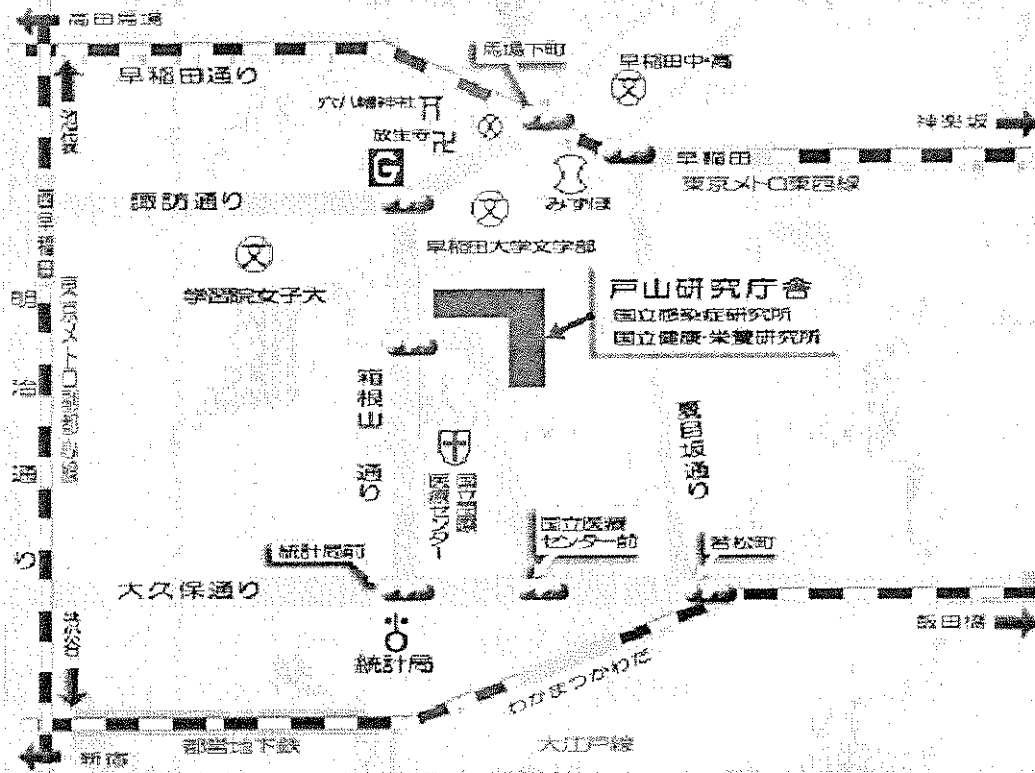 高田馬場
早稲田通り
馬場下町
早稲田中・高
穴八幡神社
放生寺
池袋
神楽坂
早稲田
東京メトロ東西線
G
みずほ
諏訪通り
文
早稲田大学文学部
文
学習院女子大
西早稲田
明治通り
東京メトロ副都心線
戸山研究庁舎
国立感染症研究所
国立健康・栄養研究所
箱根山通り
夏目坂通り
国立国際
医療センター
国立医療
センター前
若松町
統計局前
大久保通り
統計局
渋谷
飯田橋
わかまつかわだ
都営地下鉄
大江戸線
新宿